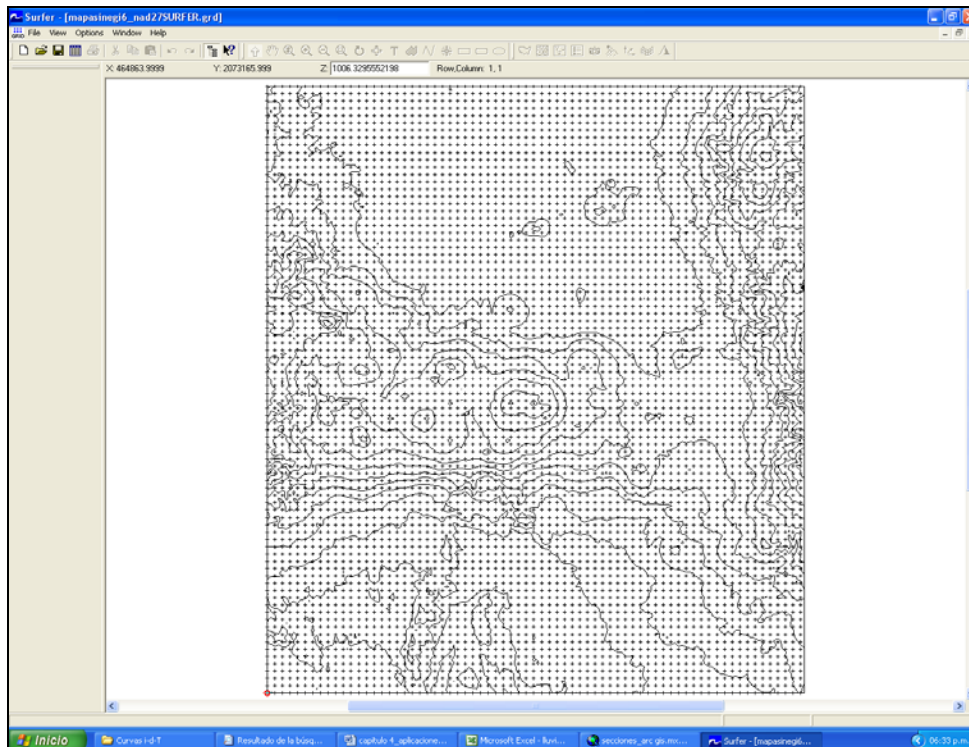 Surfer - [mapasinegi6_nad27SURFER.grd]
File View Options Window Help
X: 464863.9999 Y: 2073165.999 Z: 1006.3295552198 Row,Column: 1, 1
Inicio Curvas i-d-T Resultado de la búsq... capitulo 4_aplicacione... Microsoft Excel - lluvi... secciones_arc gis.mx... Surfer - [mapasinegi6... 06:33 p.m.